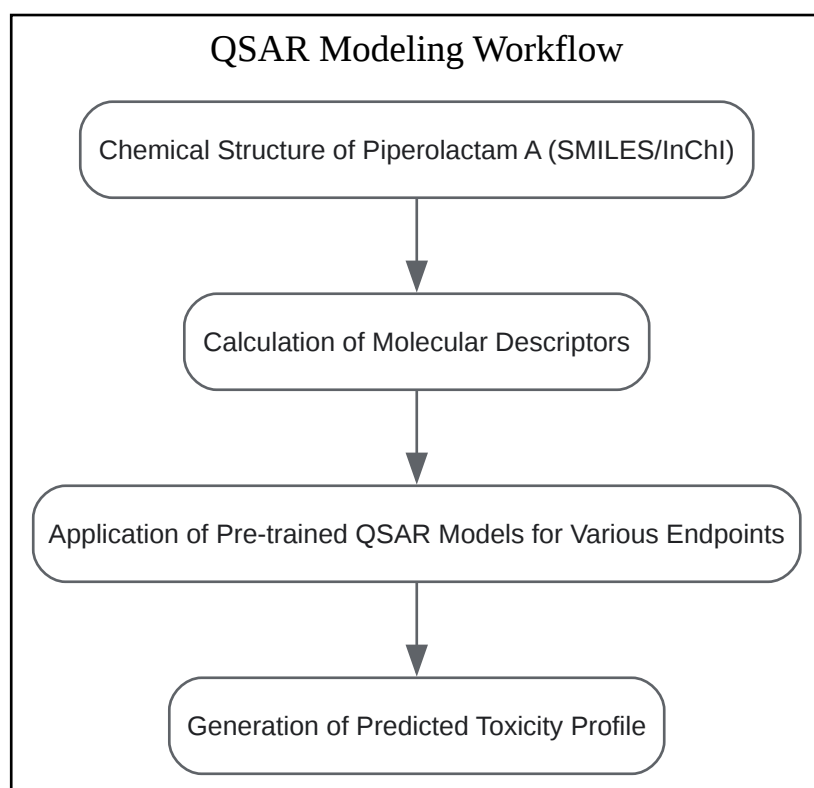 QSAR Modeling Workflow
Chemical Structure of Piperolactam A (SMILES/InChI)
Calculation of Molecular Descriptors
Application of Pre-trained QSAR Models for Various Endpoints
Generation of Predicted Toxicity Profile